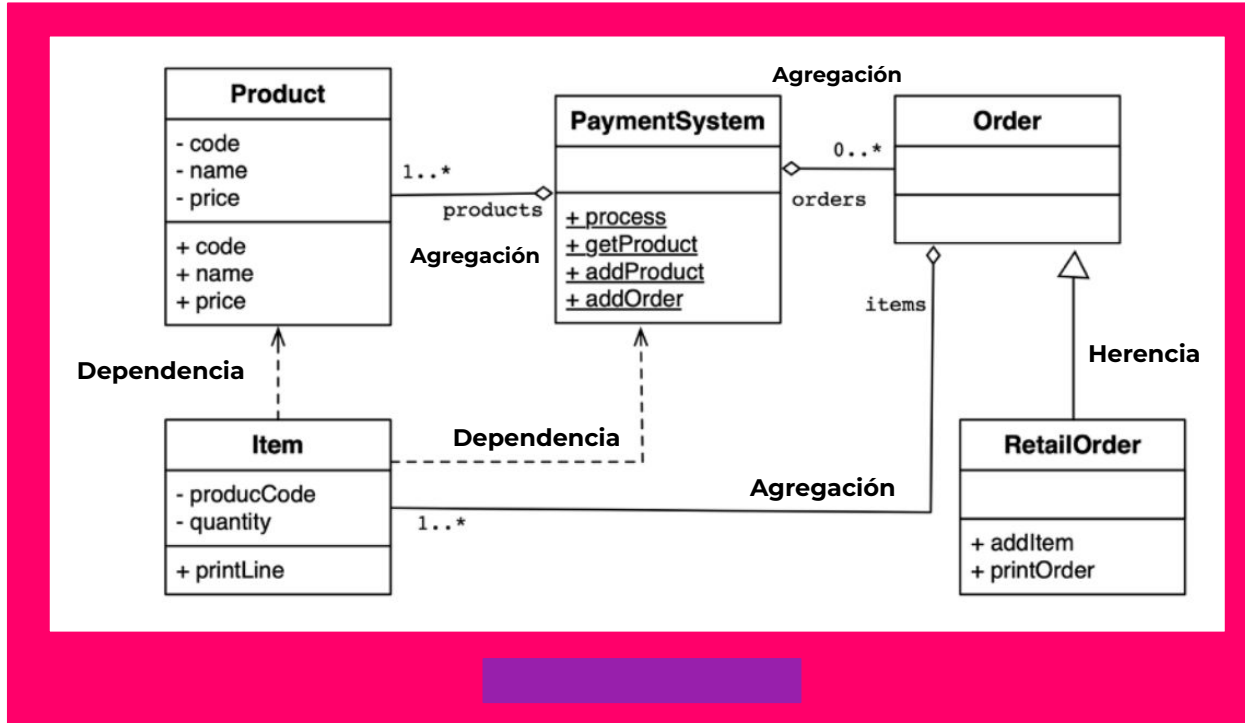 Product
- code
- name
- price
+ code
+ name
+ price
1..*
products
Agregación
PaymentSystem
+ process
+ getProduct
+ addProduct
+ addOrder
Agregación
0..*
orders
Order
items
Herencia
Dependencia
Dependencia
Item
- producCode
- quantity
+ printLine
1..*
Agregación
RetailOrder
+ addItem
+ printOrder